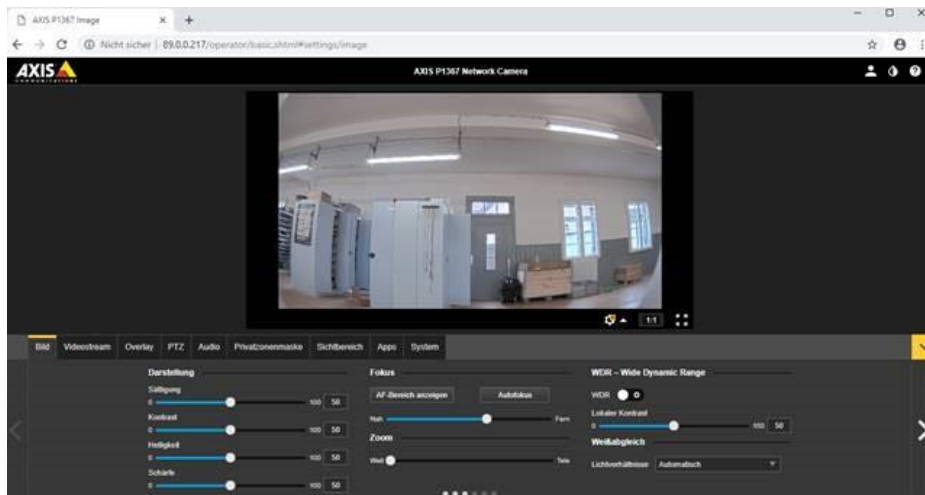 AXIS P1367 Image
Nicht sicher | 89.0.0.217/operator/basic.shtml#settings/image
AXIS
COMMUNICATIONS
AXIS P1367 Network Camera
1:1
Bild Videostream Overlay PTZ Audio Privatzonenmaske Sichtbereich Apps System
Darstellung
Sättigung
0 100 50
Kontrast
0 100 50
Helligkeit
0 100 50
Schärfe
0 100 50
Fokus
AF-Bereich anzeigen Autofokus
Nah Fern
Zoom
Weit Tele
WDR – Wide Dynamic Range
WDR
Lokaler Kontrast
0 100 50
Weißabgleich
Lichtverhältnisse Automatisch